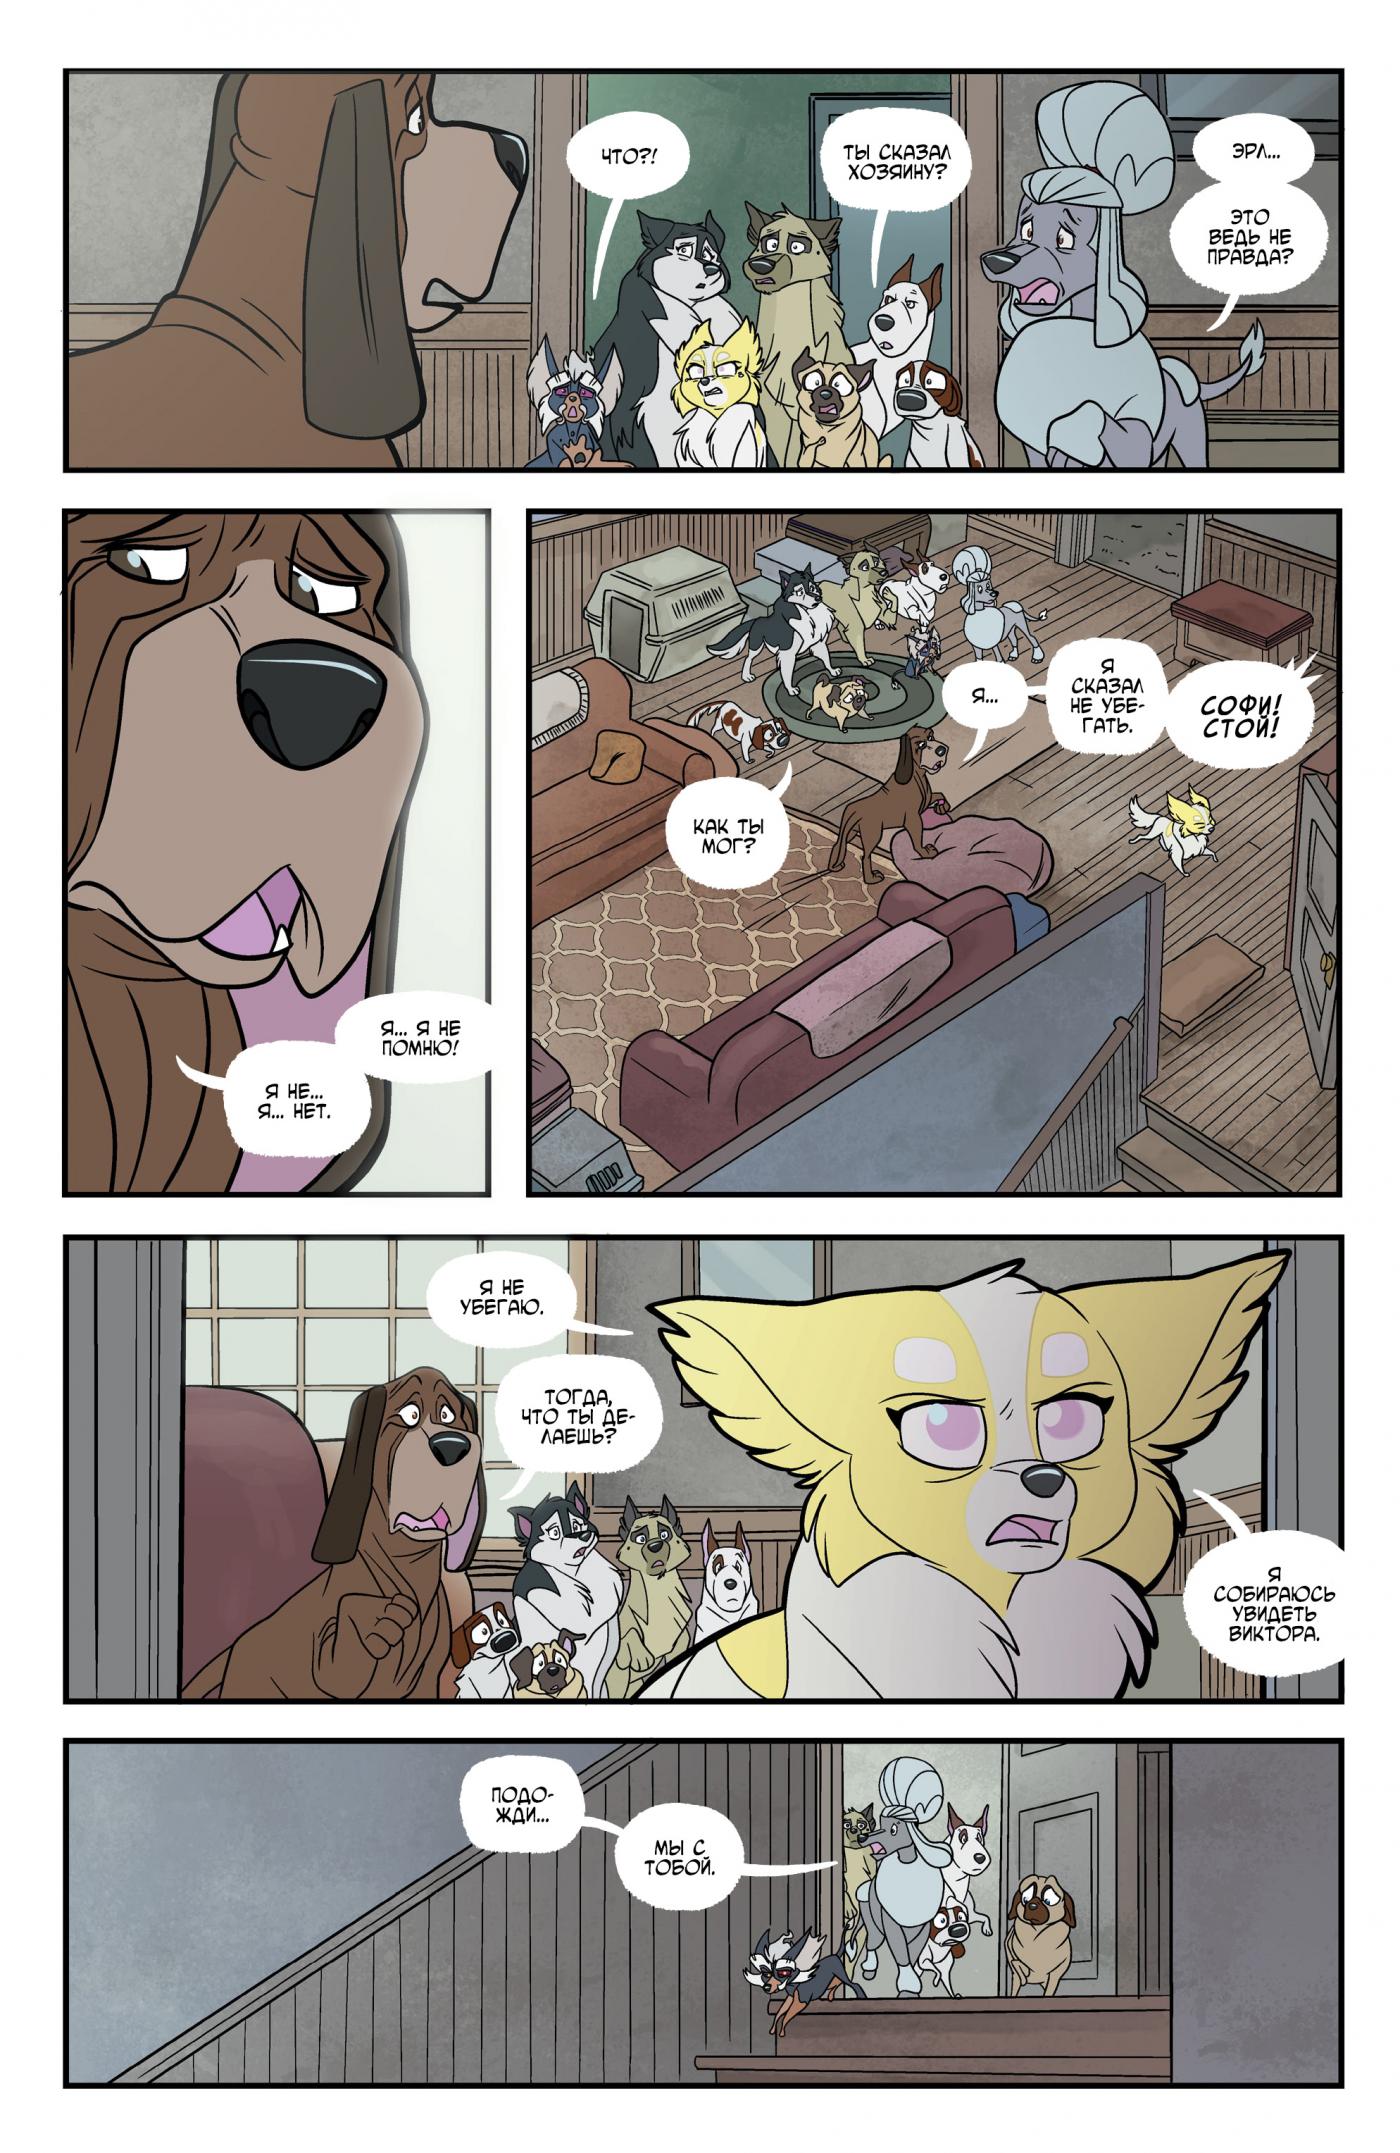 ЧТО?!
ТЫ СКАЗАЛ
ХОЗЯИНУ?
ЭРЛ...
ЭТО
ВЕДЬ НЕ
ПРАВДА?
Я НЕ...
Я... НЕТ.
Я... Я НЕ
ПОМНЮ!
КАК ТЫ
МОГ?
Я...
Я
СКАЗАЛ
НЕ УБЕ-
ГАТЬ.
СОФИ!
СТОЙ!
Я НЕ
УБЕГАЮ.
ТОГДА,
ЧТО ТЫ ДЕ-
ЛАЕШЬ?
Я
СОБИРАЮСЬ
УВИДЕТЬ
ВИКТОРА.
ПОДО-
ЖДИ...
МЫ С
ТОБОЙ.